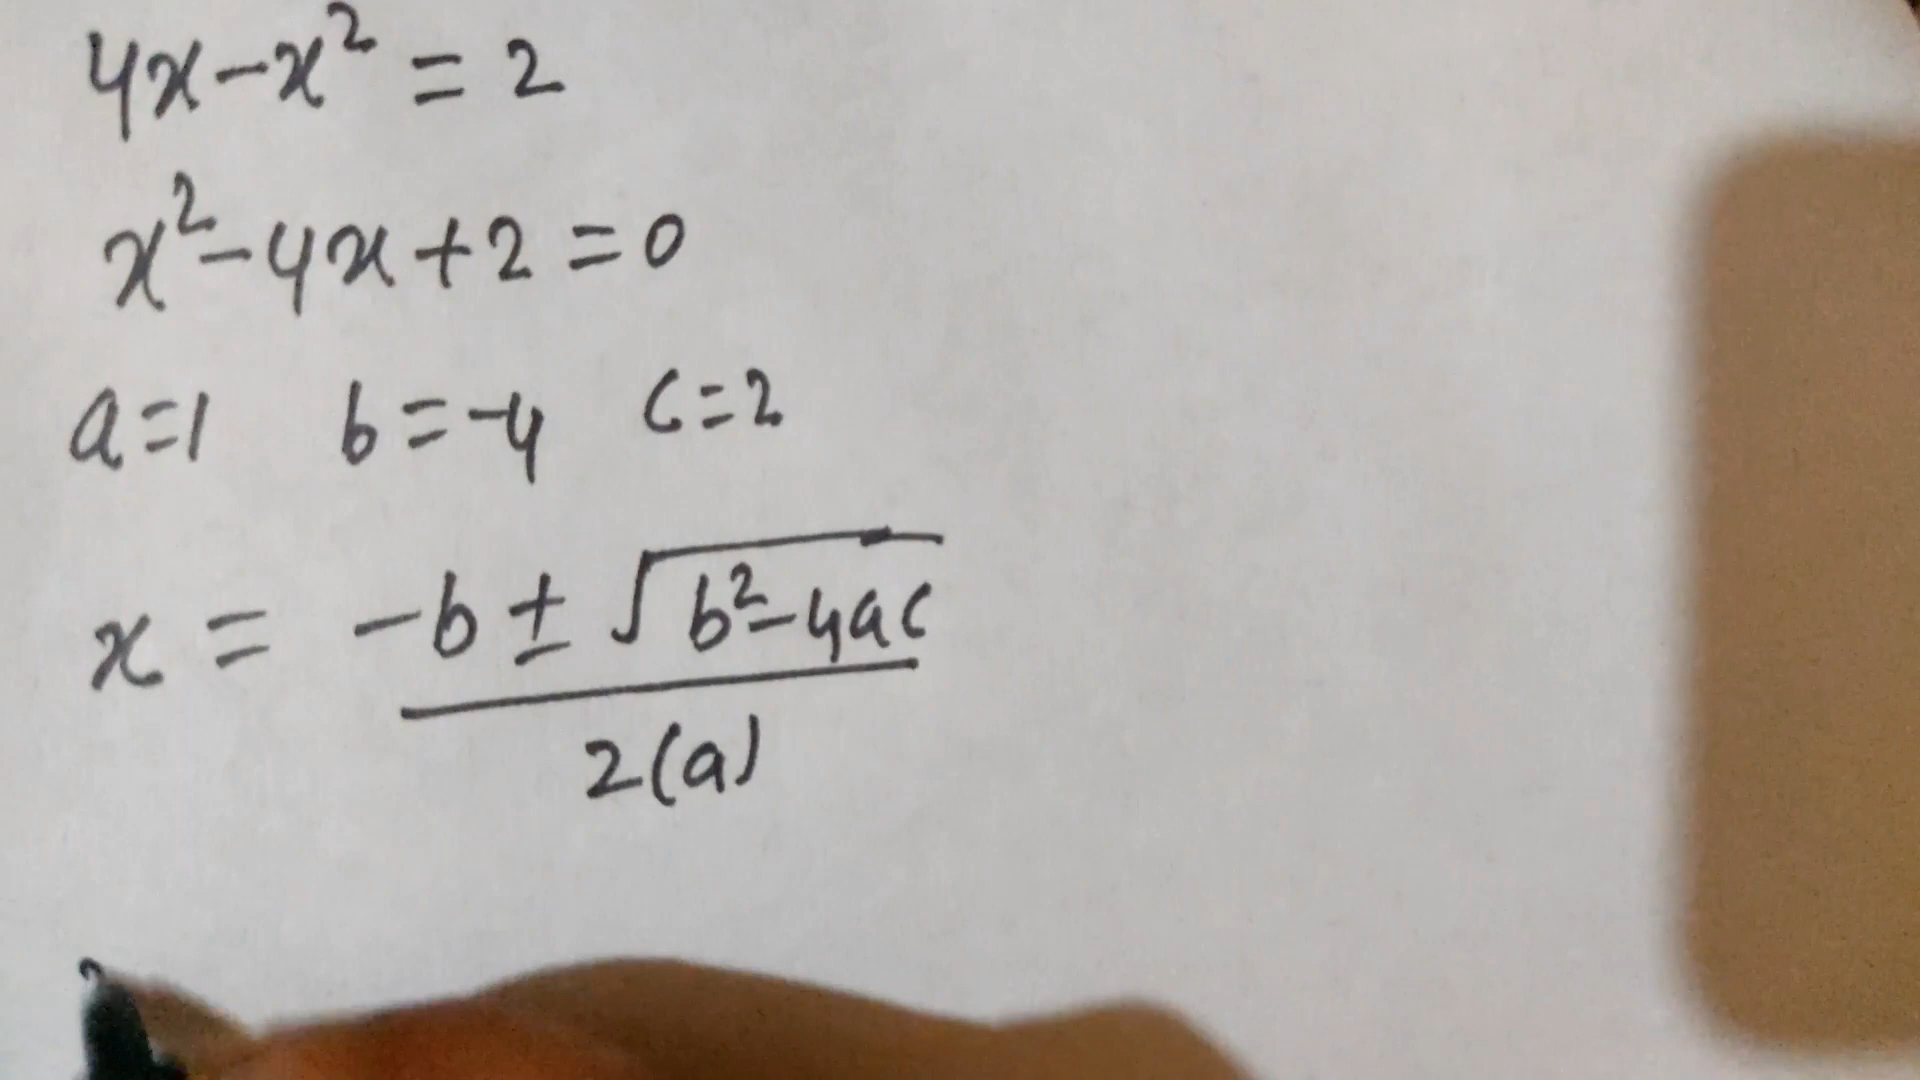 4x-x² = 2
x²-4x+2=0
a=1 b=-4 c=2
x = -b ± √b²-4ac
2(a)